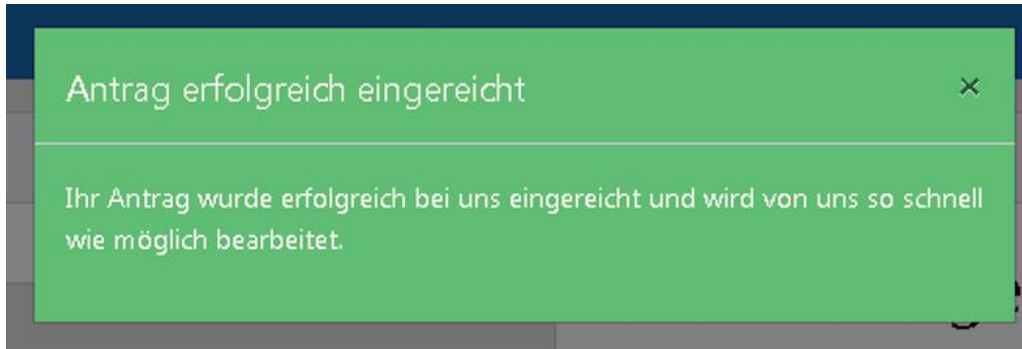 Antrag erfolgreich eingereicht ×
Ihr Antrag wurde erfolgreich bei uns eingereicht und wird von uns so schnell
wie möglich bearbeitet.